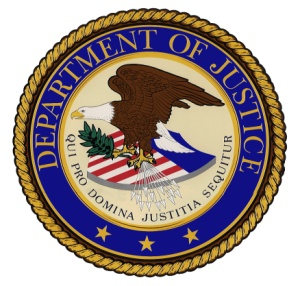 DEPARTMENT OF JUSTICE
QUI PRO DOMINA JUSTITIA SEQUITUR